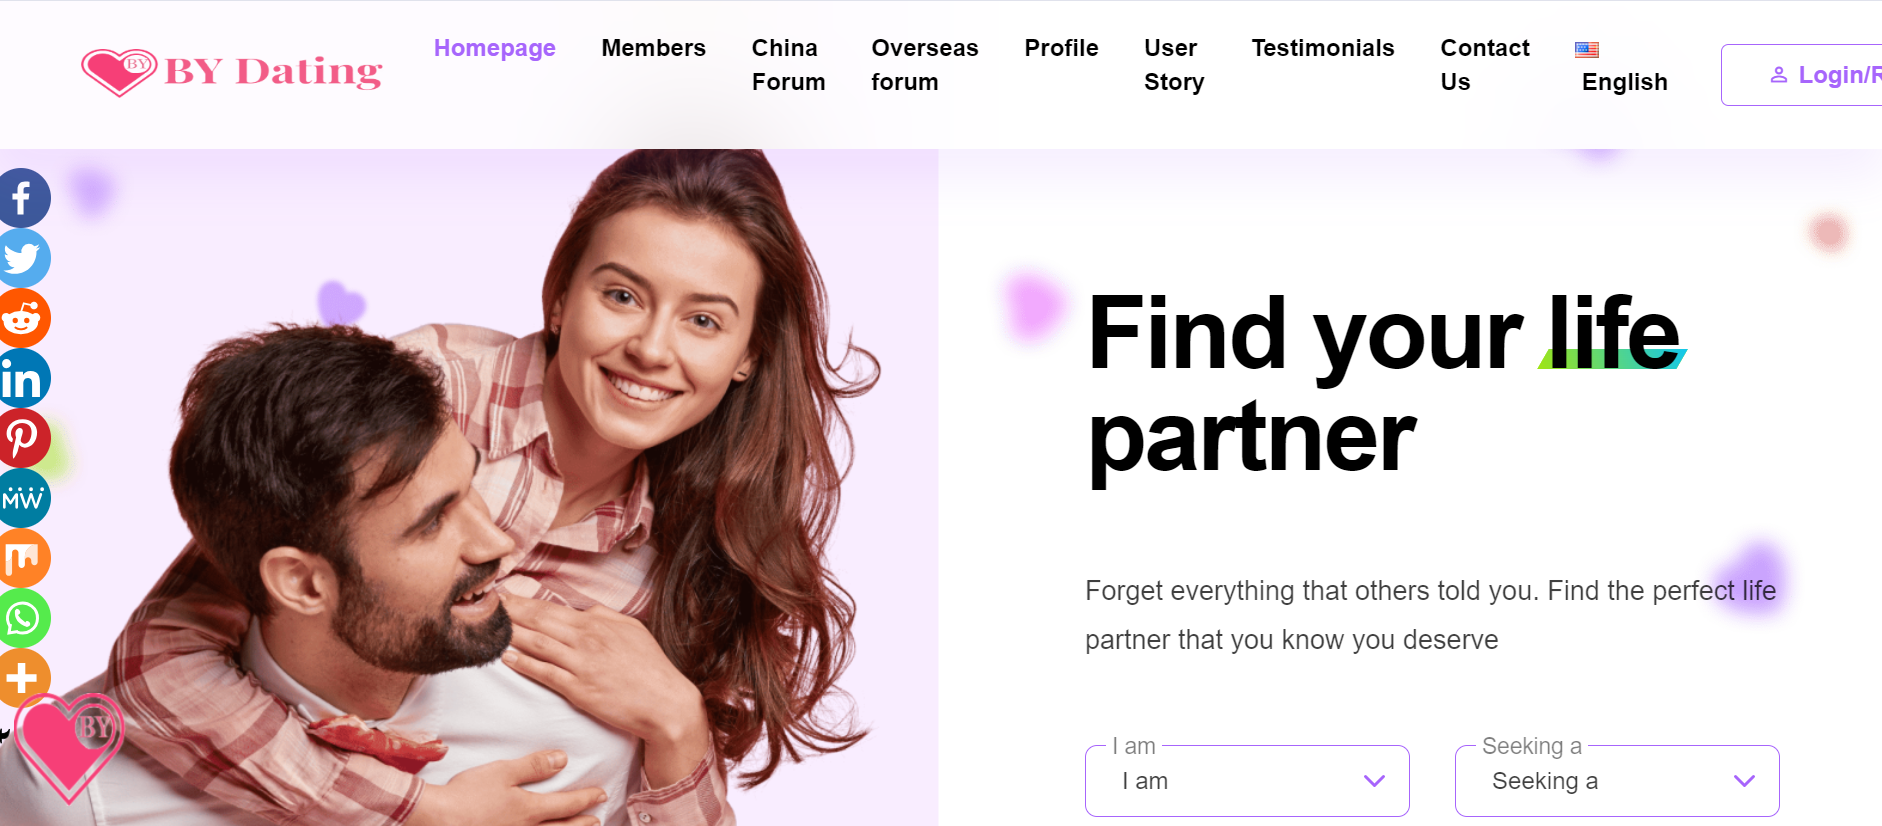 BY
BY Dating
Homepage
Members
China
Forum
Overseas
forum
Profile
User
Story
Testimonials
Contact
Us
English
Login/R
Find your life
partner
Forget everything that others told you. Find the perfect life
partner that you know you deserve
I am
I am
Seeking a
Seeking a
MW
BY